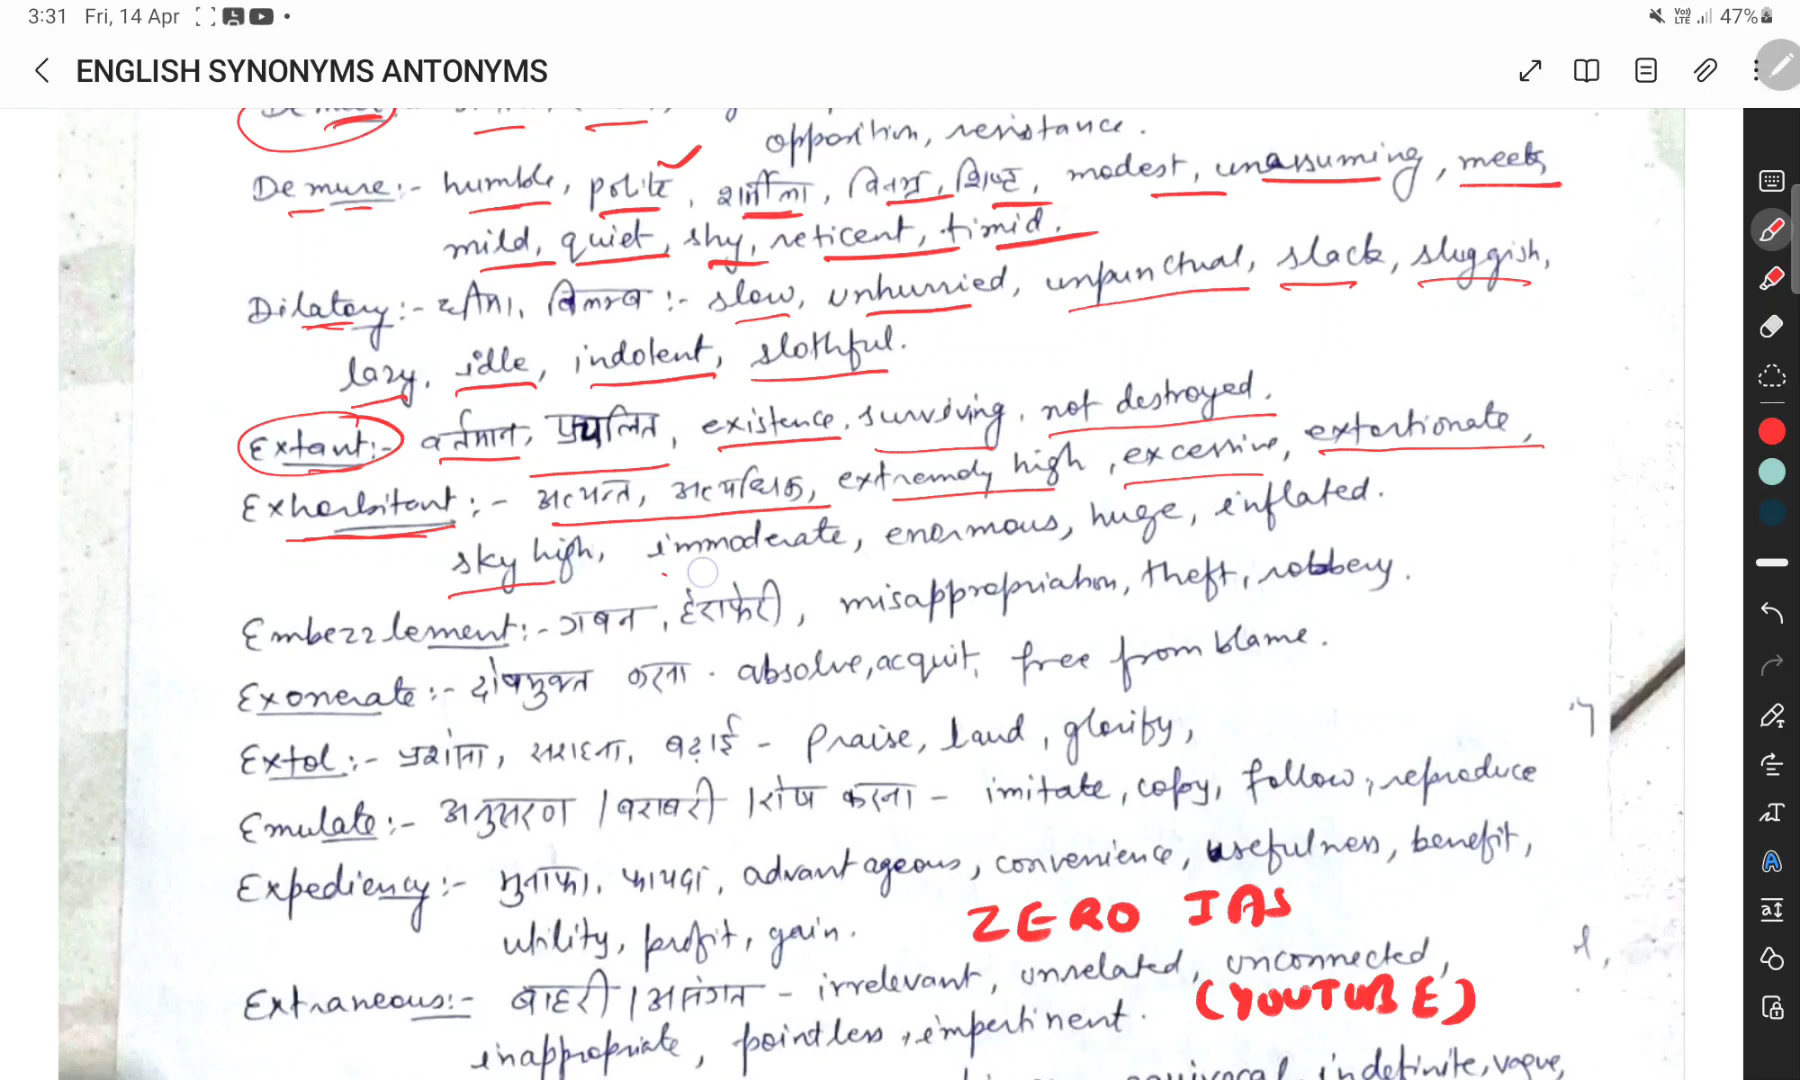 3:31 Fri, 14 Apr
47%
ENGLISH SYNONYMS ANTONYMS
opposition, resistance.
Demure:- humble, polite, शर्मीला, विनम्र, शिष्ट, modest, unassuming, meek,
mild, quiet, shy, reticent, timid.
Dilatory:- slow, unhurried, unpunctual, slack, sluggish,
lazy, idle, indolent, slothful.
Extant:- वर्तमान, प्रचलित, existence, surviving, not destroyed.
Exhorbitant:- अत्यन्त, अत्यधिक, extremely high, excessive, extortionate,
sky high, immoderate, enormous, huge, inflated.
Embezzlement:- गबन, हेराफेरी, misappropriation, theft, robbery.
Exonerate:- दोषमुक्त करना. absolve, acquit, free from blame.
Extol:- प्रशंसा, सराहना, बढ़ाई - Praise, laud, glorify,
Emulate:- अनुसरण / बराबरी / करना - imitate, copy, follow, reproduce
Expediency:- मुनाफा, फायदा, advantageous, convenience, usefulness, benefit,
utility, profit, gain.
ZERO IAS
Extraneous:- बाहरी / असंगत - irrelevant, unrelated, unconnected,
(YOUTUBE)
inappropriate, pointless, impertinent.
equivocal, indefinite, vague,